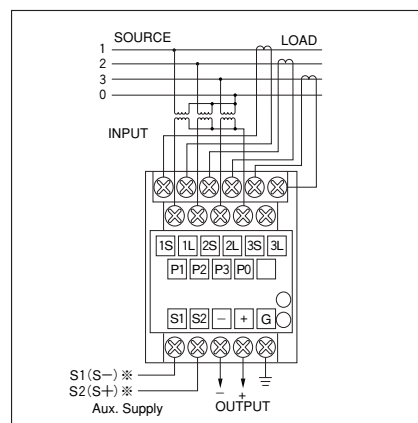 SOURCE LOAD
1
2
3
0
INPUT
1S 1L 2S 2L 3S 3L
P1 P2 P3 P0
S1 S2 − + G
S1(S−)※
S2(S+)※
Aux. Supply
− +
OUTPUT